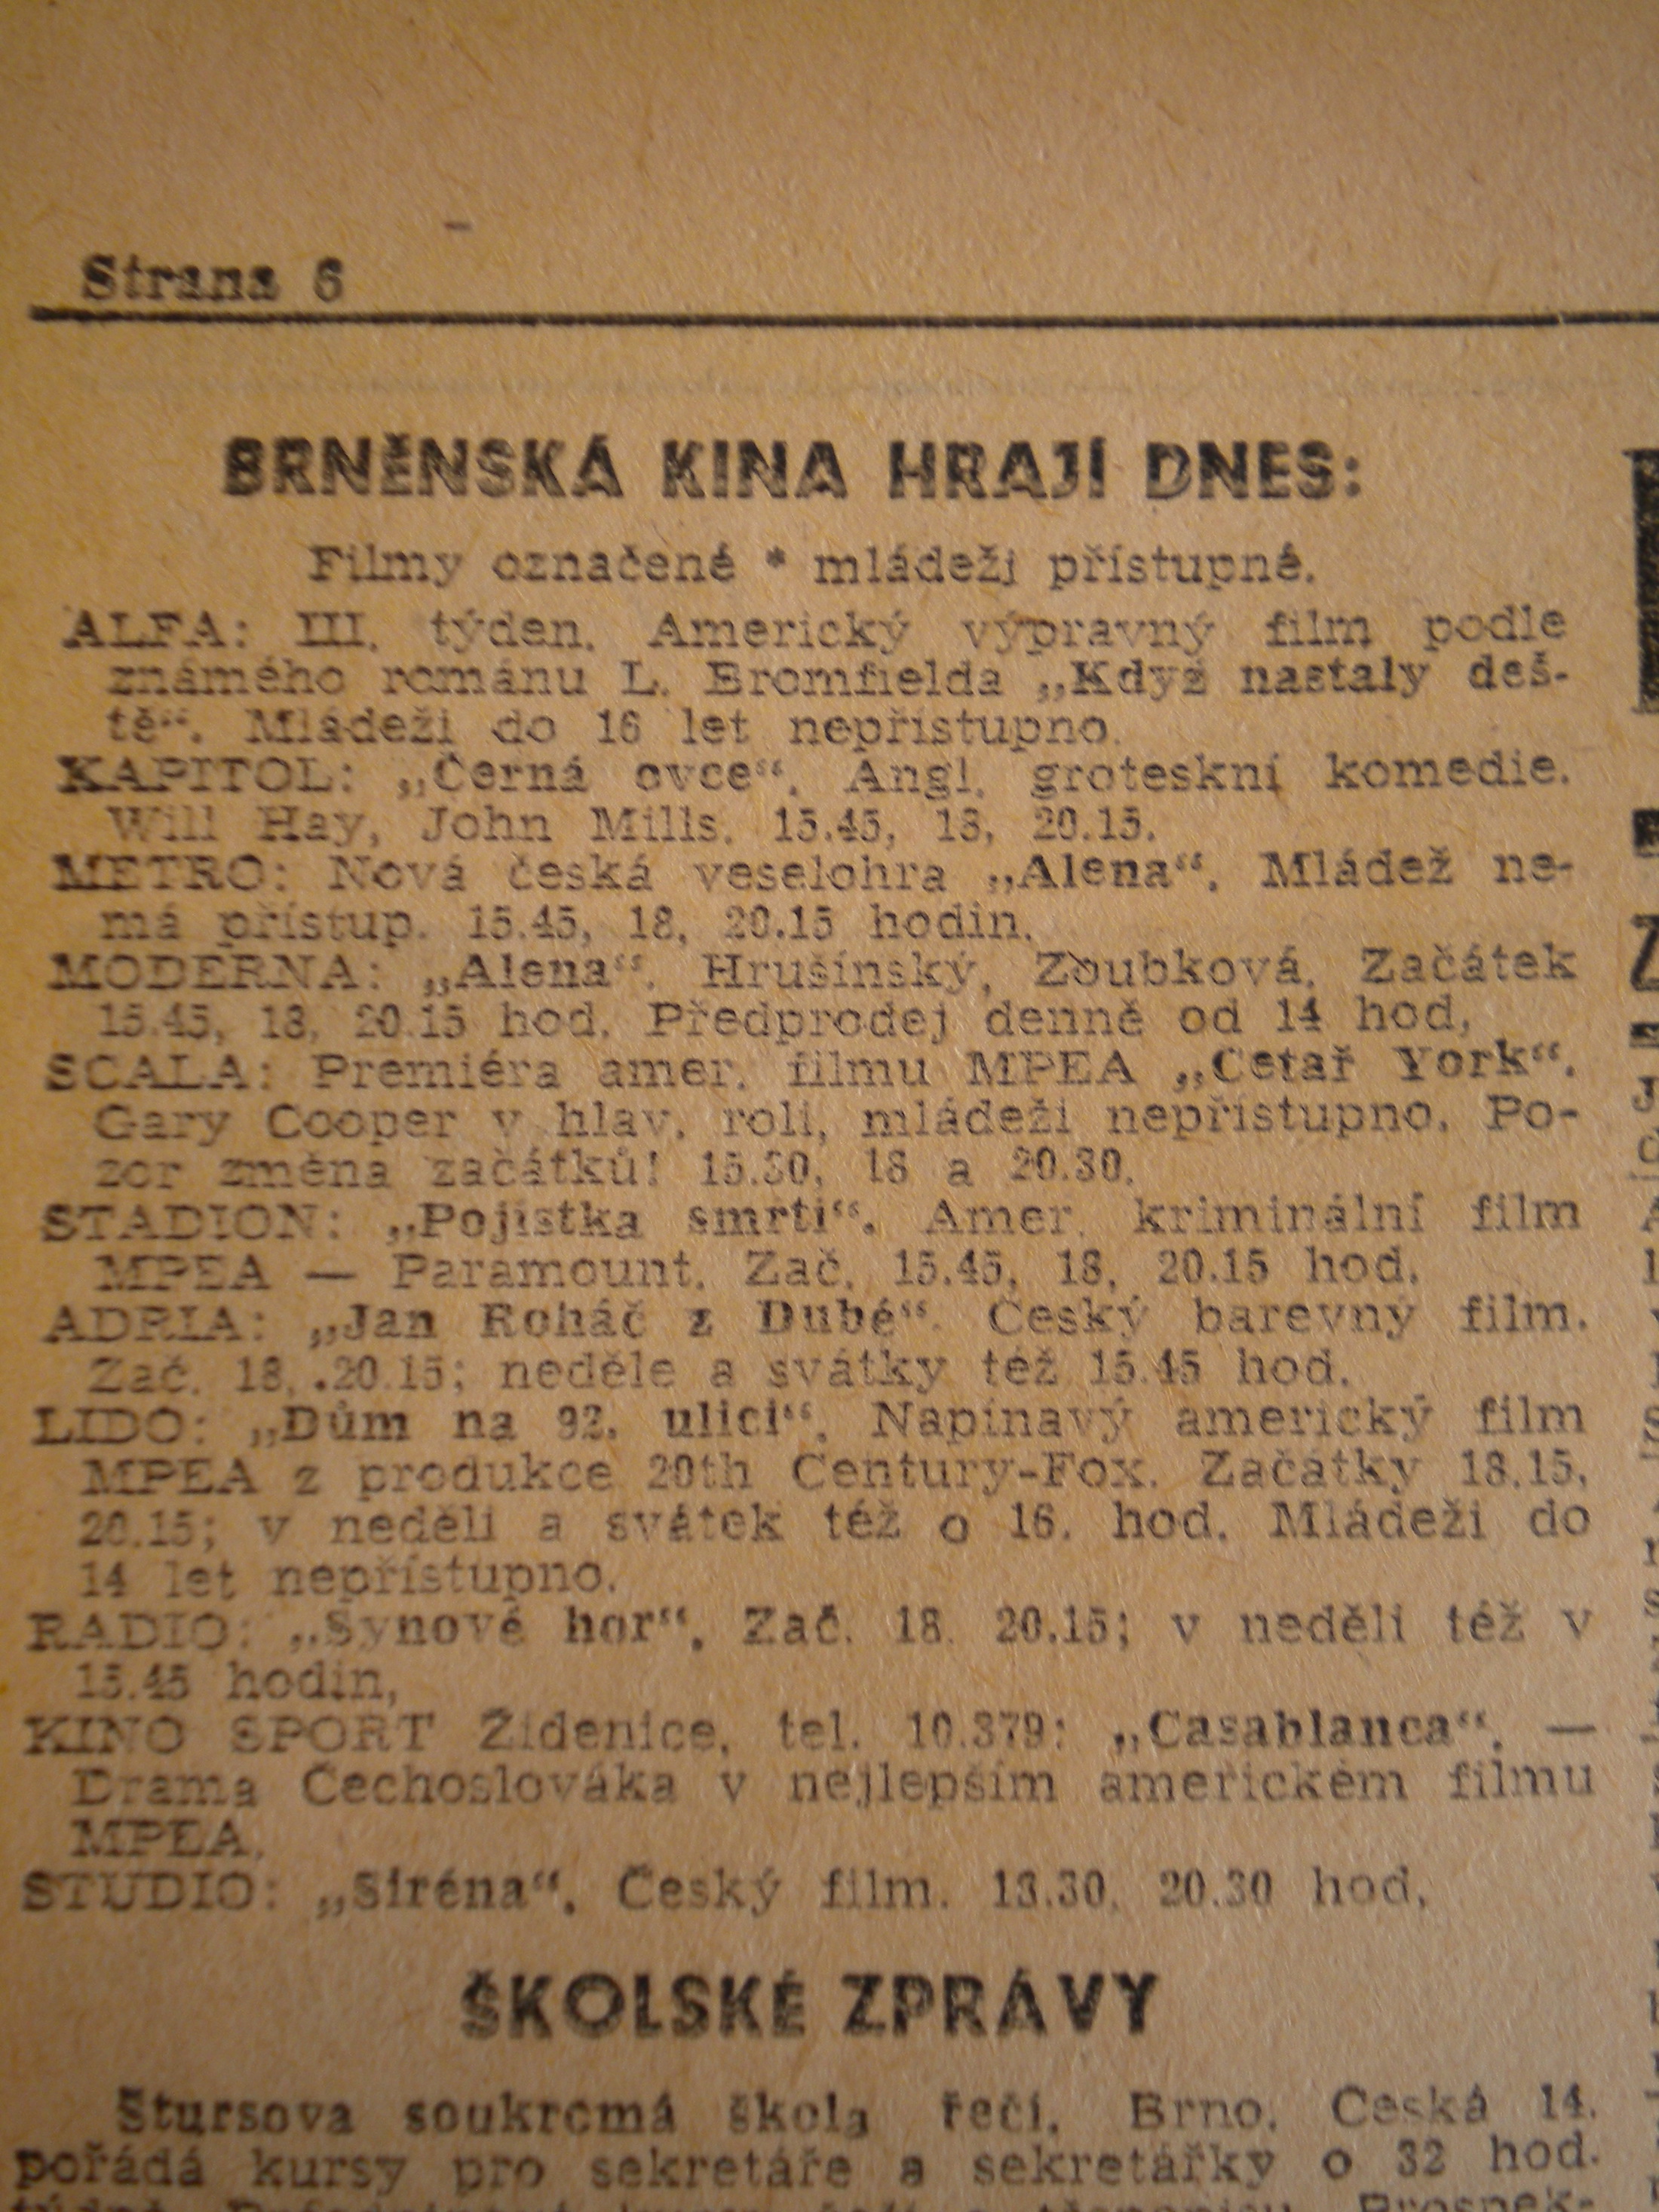 Strana 6
BRNĚNSKÁ KINA HRAJÍ DNES:
Filmy označené * mládeži přístupné.
ALFA: III. týden. Americký výpravný film podle
známého románu L. Bromfielda „Když nastaly deš-
tě“. Mládeži do 16 let nepřístupno.
KAPITOL: „Černá ovce“. Angl. groteskní komedie.
Will Hay, John Mills. 15.45, 18, 20.15.
METRO: Nová česká veselohra „Alena“. Mládež ne-
má přístup. 15.45, 18, 20.15 hodin.
MODERNA: „Alena“. Hrušínský, Zoubková. Začátek
15.45, 18, 20.15 hod. Předprodej denně od 14 hod,
SCALA: Premiéra amer. filmu MPEA „Četař York“.
Gary Cooper v hlav. roli, mládeži nepřístupno. Po-
zor změna začátků! 15.30, 18 a 20.30.
STADION: „Pojistka smrti“. Amer. kriminální film
MPEA — Paramount. Zač. 15.45, 18, 20.15 hod.
ADRIA: „Jan Roháč z Dubé“. Český barevný film.
Zač. 18, .20.15; neděle a svátky též 15.45 hod.
LIDO: „Dům na 92. ulici“. Napínavý americký film
MPEA z produkce 20th Century-Fox. Začátky 18.15,
20.15; v neděli a svátek též o 16. hod. Mládeži do
14 let nepřístupno.
RADIO: „Synové hor“. Zač. 18. 20.15; v neděli též v
15.45 hodin,
KINO SPORT Židenice, tel. 10.379: „Casablanca“. —
Drama Čechoslováka v nejlepším americkém filmu
MPEA.
STUDIO: „Siréna“. Český film. 18.30, 20.30 hod.
ŠKOLSKÉ ZPRÁVY
Štursova soukromá škola řečí, Brno, Česká 14.
pořádá kursy pro sekretáře a sekretářky o 32 hod.